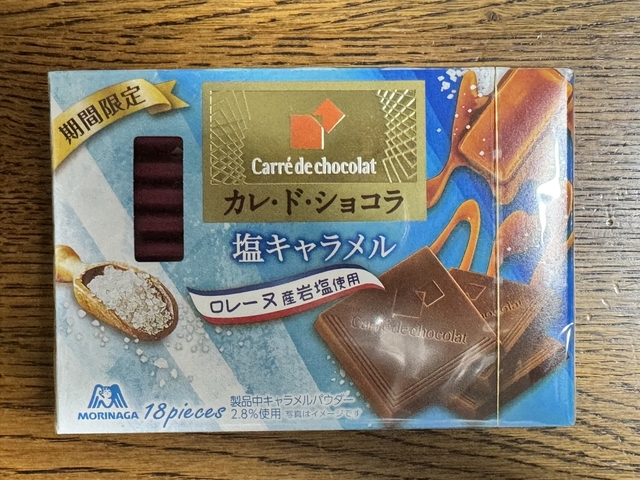 期間限定
Carré de chocolat
カレ・ド・ショコラ
塩キャラメル
ロレーヌ産岩塩使用
Carré de chocolat
MORINAGA
18pieces
製品中キャラメルパウダー
2.8%使用 写真はイメージです